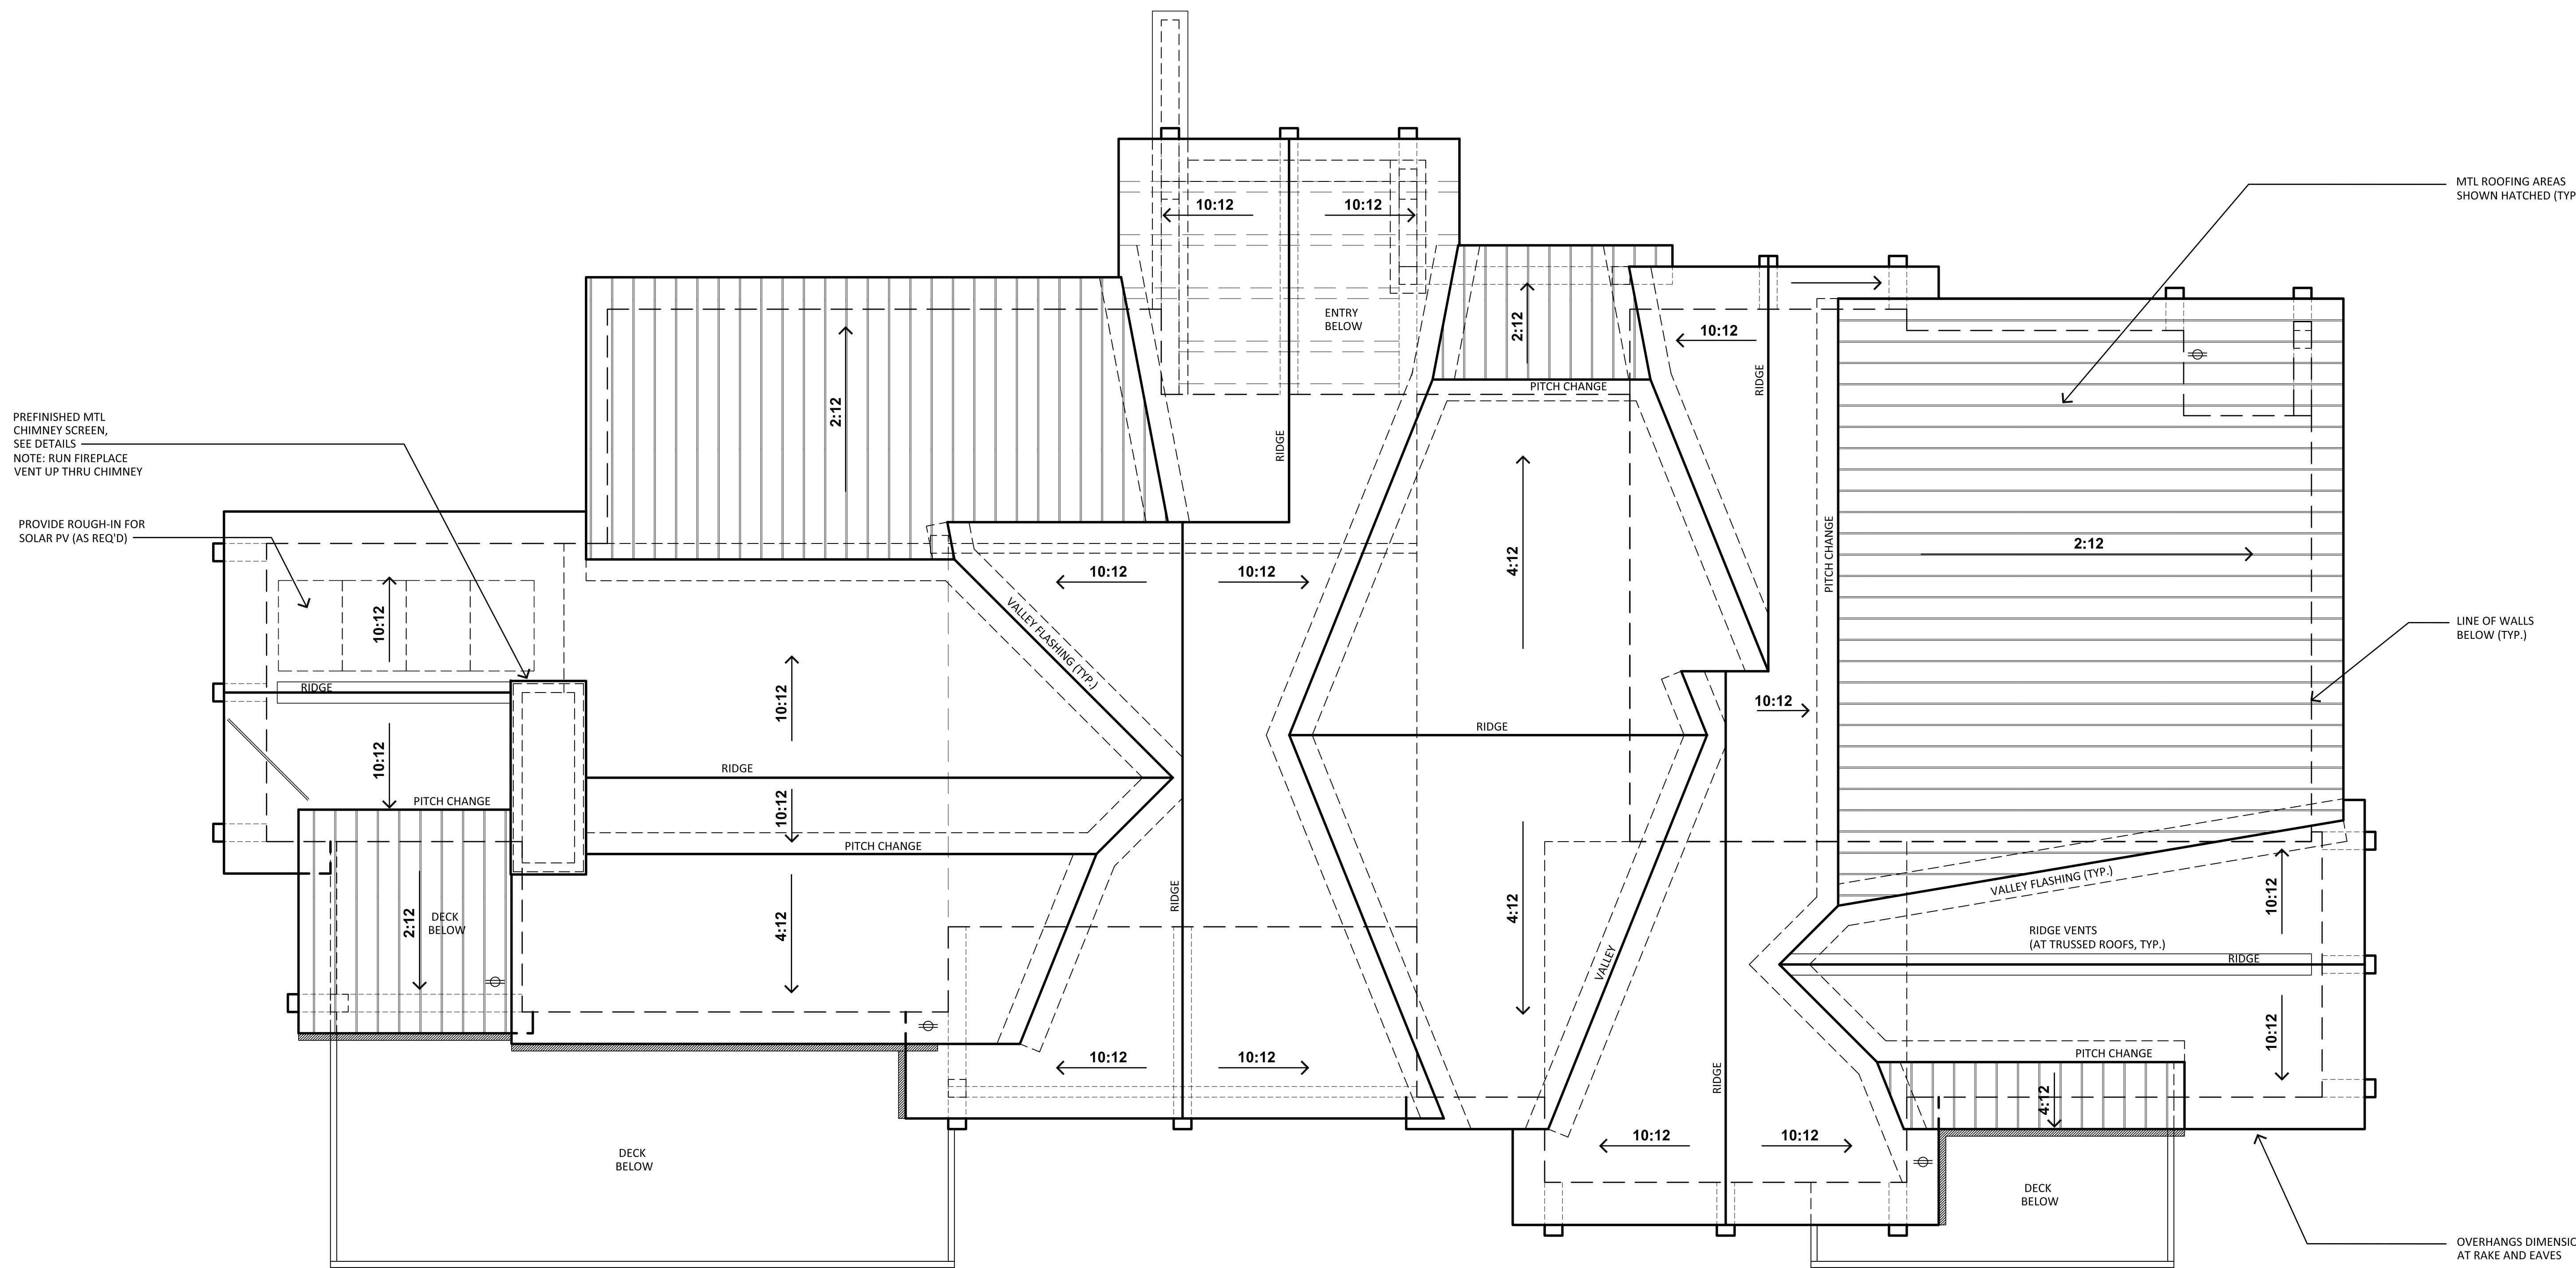 MTL ROOFING AREAS
SHOWN HATCHED (TYP
10:12
10:12
ENTRY
BELOW
2:12
10:12
PITCH CHANGE
RIDGE
2:12
PREFINISHED MTL
CHIMNEY SCREEN,
SEE DETAILS
NOTE: RUN FIREPLACE
VENT UP THRU CHIMNEY
RIDGE
PROVIDE ROUGH-IN FOR
SOLAR PV (AS REQ'D)
PITCH CHANGE
2:12
4:12
10:12
10:12
10:12
VALLEY FLASHING (TYP.)
LINE OF WALLS
BELOW (TYP.)
RIDGE
10:12
10:12
RIDGE
RIDGE
10:12
10:12
PITCH CHANGE
PITCH CHANGE
VALLEY FLASHING (TYP.)
10:12
RIDGE
2:12
DECK
BELOW
4:12
4:12
VALLEY
RIDGE VENTS
(AT TRUSSED ROOFS, TYP.)
RIDGE
10:12
10:12
10:12
RIDGE
PITCH CHANGE
4:12
10:12
10:12
DECK
BELOW
DECK
BELOW
OVERHANGS DIMENSIO
AT RAKE AND EAVES